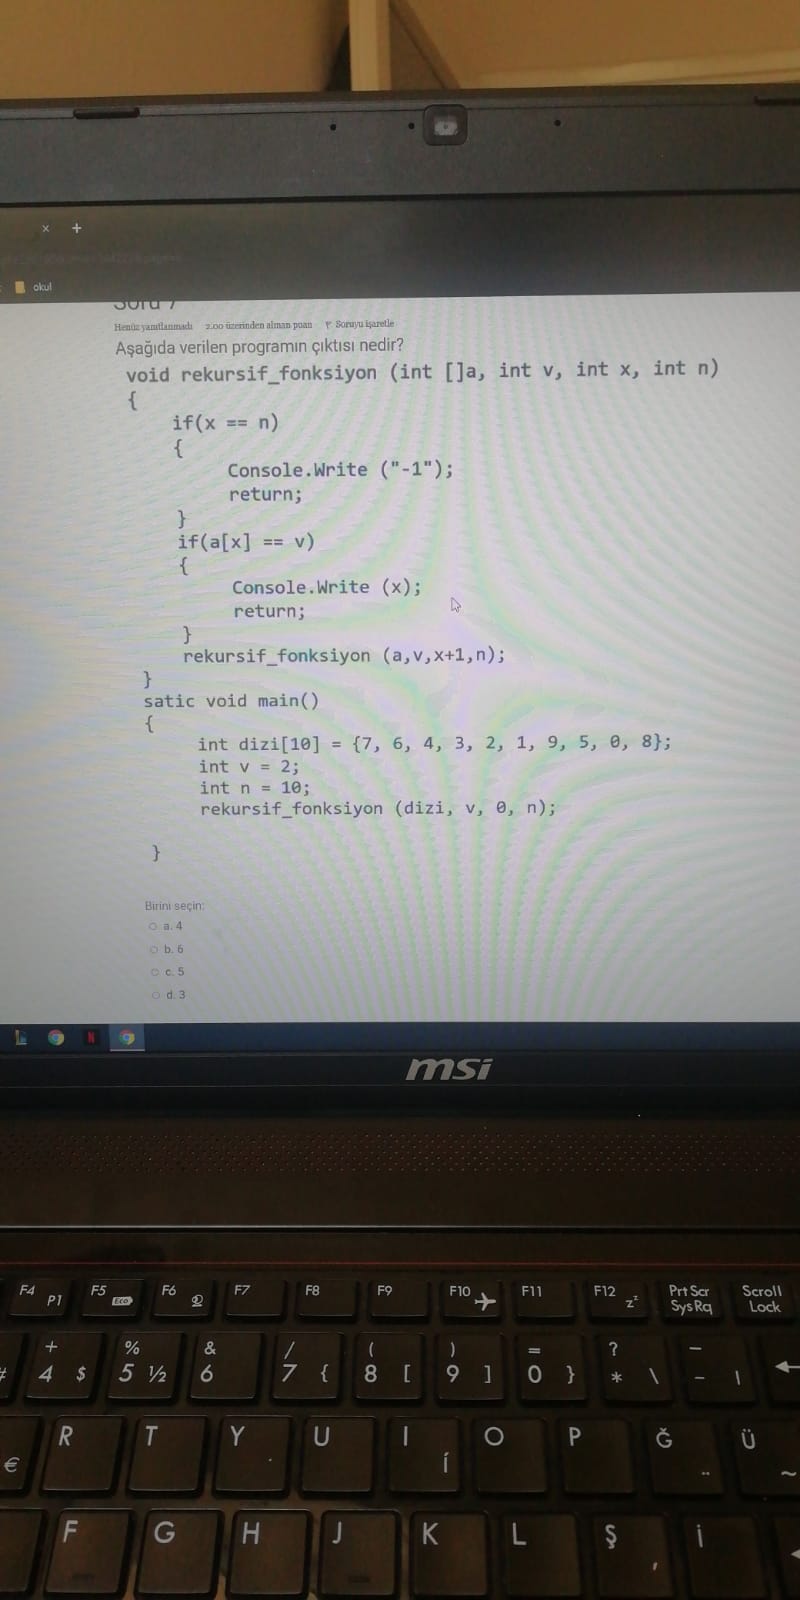 × +
okul
Soru 7
Henüz yanıtlanmadı 2.00 üzerinden alınan puan Soruyu işaretle
Aşağıda verilen programın çıktısı nedir?
void rekursif_fonksiyon (int []a, int v, int x, int n)
{
if(x == n)
{
Console.Write ("-1");
return;
}
if(a[x] == v)
{
Console.Write (x);
return;
}
rekursif_fonksiyon (a,v,x+1,n);
}
satic void main()
{
int dizi[10] = {7, 6, 4, 3, 2, 1, 9, 5, 0, 8};
int v = 2;
int n = 10;
rekursif_fonksiyon (dizi, v, 0, n);
}
Birini seçin:
a. 4
b. 6
c. 5
d. 3
msi
F4 P1 F5 Eco F6 F7 F8 F9 F10 F11 F12 zz Prt Scr SysRq Scroll Lock
+ % & / ( ) = ? _
4 $ 5 ½ 6 7 { 8 [ 9 ] 0 } * \ - |
€ R T Y U I İ O P Ğ ¨ Ü ~
F G H J K L Ş ´ İ